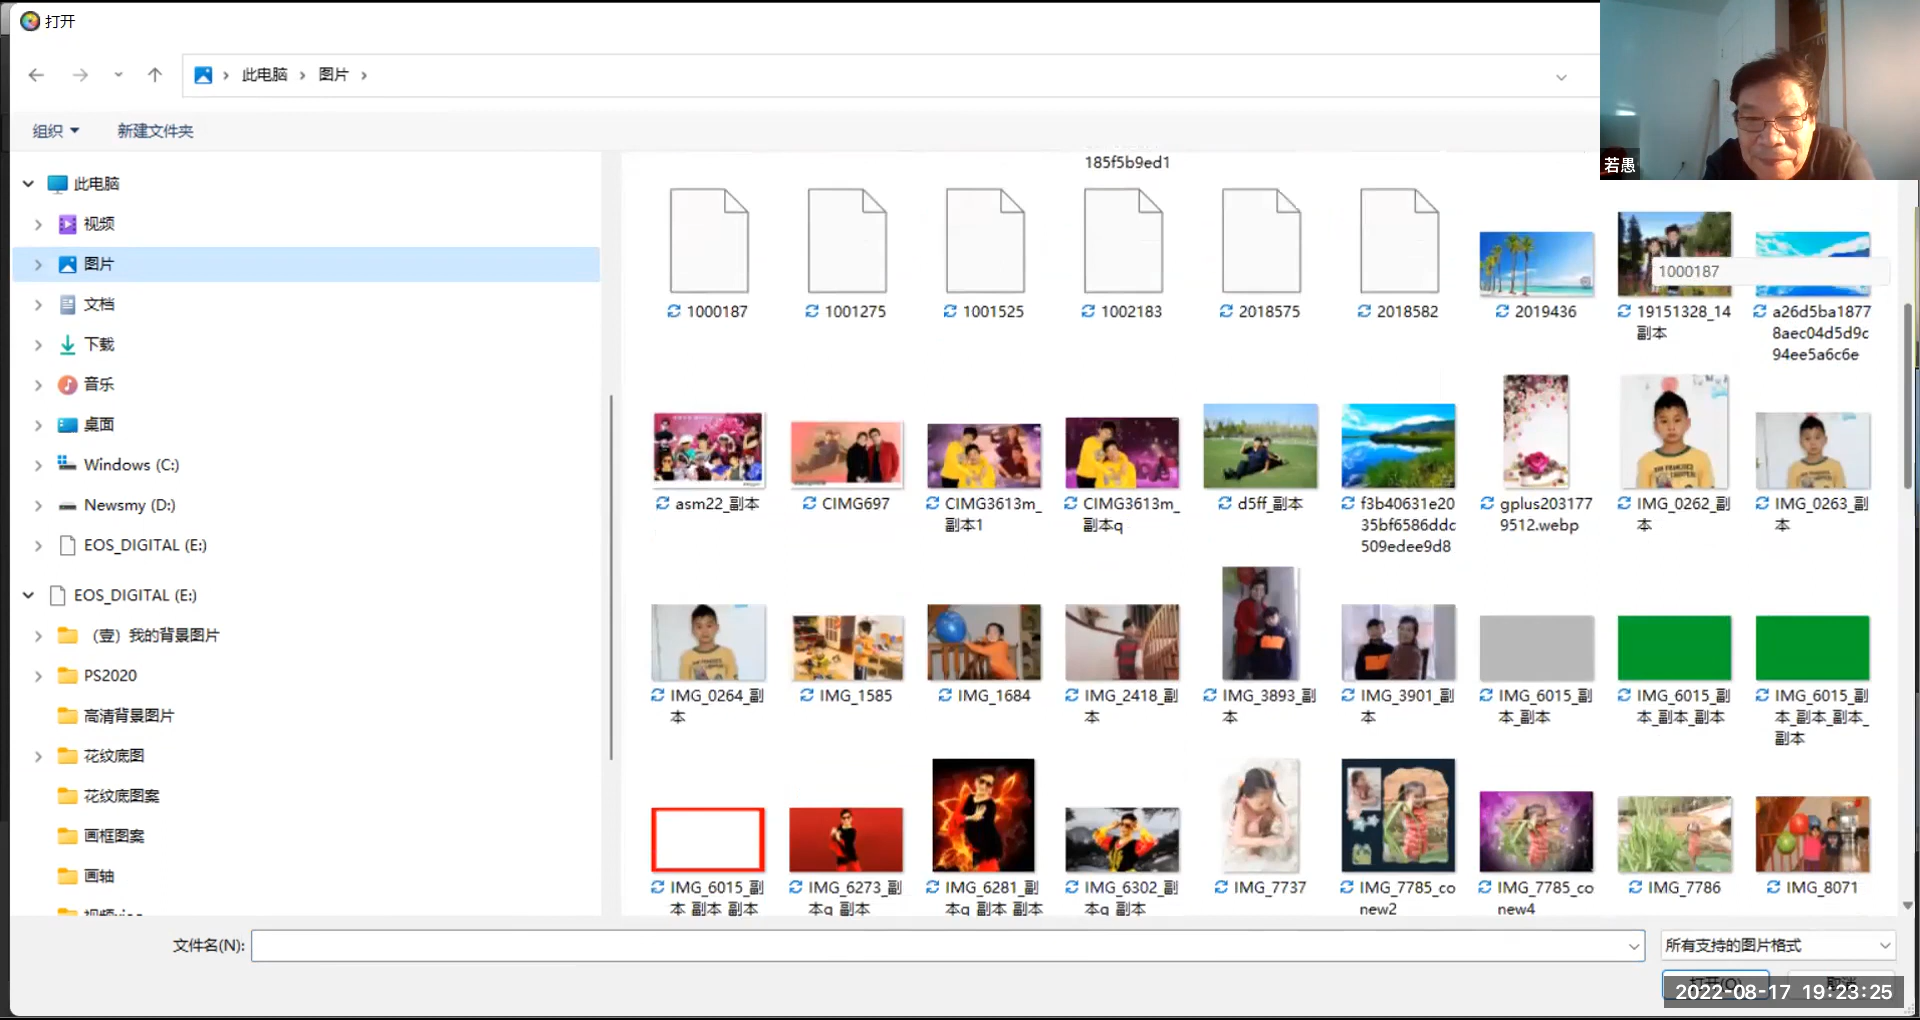 打开
此电脑 › 图片 ›
组织 新建文件夹
此电脑
视频
图片
文档
下载
音乐
桌面
Windows (C:)
Newsmy (D:)
EOS_DIGITAL (E:)
EOS_DIGITAL (E:)
（壹）我的背景图片
PS2020
高清背景图片
花纹底图
花纹底图案
画框图案
画轴
185f5b9ed1
1000187
1001275
1001525
1002183
2018575
2018582
2019436
19151328_14
副本
a26d5ba1877
8aec04d5d9c
94ee5a6c6e
1000187
asm22_副本
CIMG697
CIMG3613m_
副本1
CIMG3613m_
副本q
d5ff_副本
f3b40631e20
35bf6586ddc
509edee9d8
gplus203177
9512.webp
IMG_0262_副
本
IMG_0263_副
本
IMG_0264_副
本
IMG_1585
IMG_1684
IMG_2418_副
本
IMG_3893_副
本
IMG_3901_副
本
IMG_6015_副
本_副本
IMG_6015_副
本_副本_副本
IMG_6015_副
本_副本_副本_
副本
IMG_6015_副
本 副本 副本
IMG_6273_副
本q 副本
IMG_6281_副
本q 副本 副本
IMG_6302_副
本q 副本
IMG_7737
IMG_7785_co
new2
IMG_7785_co
new4
IMG_7786
IMG_8071
文件名(N):
所有支持的图片格式
打开(O)
取消
若愚
2022-08-17 19:23:25